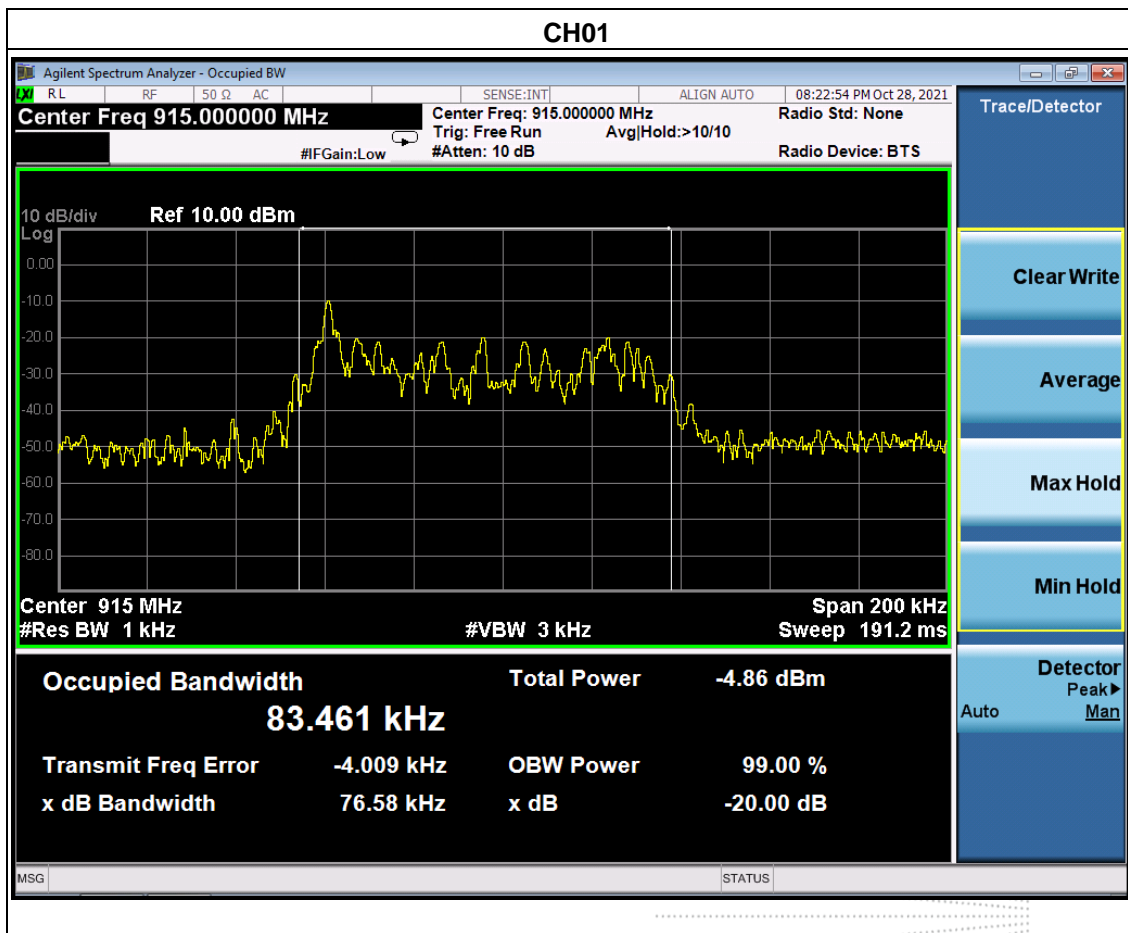 CH01
Agilent Spectrum Analyzer - Occupied BW
LXI RL RF 50 Ω AC SENSE:INT ALIGN AUTO 08:22:54 PM Oct 28, 2021
Center Freq 915.000000 MHz
Center Freq: 915.000000 MHz Radio Std: None
Trig: Free Run Avg|Hold:>10/10
#IFGain:Low #Atten: 10 dB Radio Device: BTS
10 dB/div Ref 10.00 dBm
Log
0.00
-10.0
-20.0
-30.0
-40.0
-50.0
-60.0
-70.0
-80.0
Center 915 MHz Span 200 kHz
#Res BW 1 kHz #VBW 3 kHz Sweep 191.2 ms
Occupied Bandwidth Total Power -4.86 dBm
83.461 kHz
Transmit Freq Error -4.009 kHz OBW Power 99.00 %
x dB Bandwidth 76.58 kHz x dB -20.00 dB
MSG STATUS
Trace/Detector
Clear Write
Average
Max Hold
Min Hold
Detector
Peak▶
Auto Man